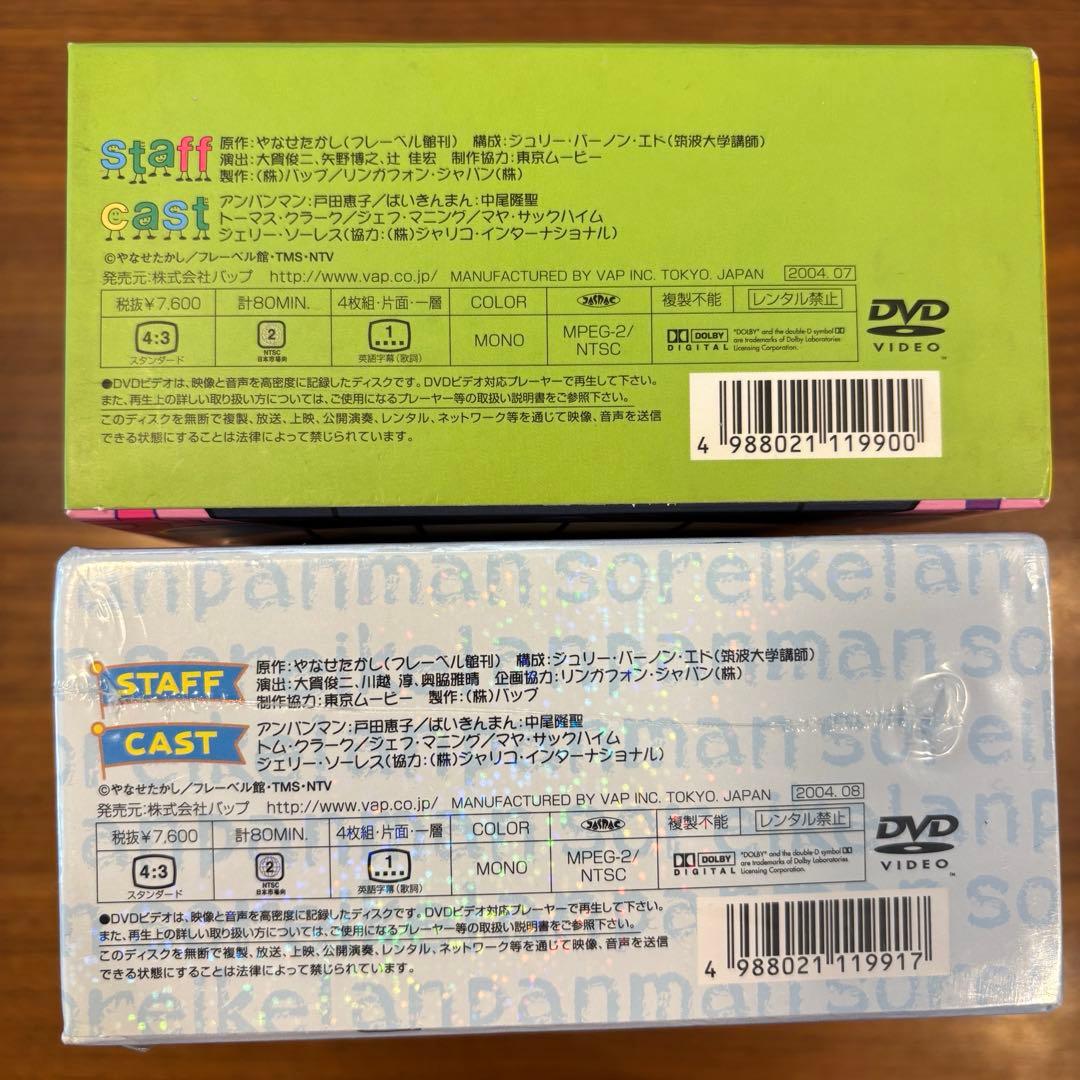 staff
原作:やなせたかし(フレーベル館刊) 構成:ジュリー・バーノン・エド(筑波大学講師)
演出:大賀俊二、矢野博之、辻 佳宏 制作協力:東京ムービー
製作:(株)バップ/リンガフォン・ジャパン(株)
cast
アンパンマン:戸田恵子/ばいきんまん:中尾隆聖
トーマス・クラーク/ジェフ・マニング/マヤ・サックハイム
ジェリー・ソーレス(協力:(株)ジャリコ・インターナショナル)
©やなせたかし/フレーベル館・TMS・NTV
発売元:株式会社バップ http://www.vap.co.jp/ MANUFACTURED BY VAP INC. TOKYO. JAPAN 2004.07
税抜¥7,600 計80MIN. 4枚組・片面・一層 COLOR JASRAC 複製不能 レンタル禁止
4:3 スタンダード 2 NTSC 日本市場向 1 英語字幕(歌詞) MONO MPEG-2/NTSC DOLBY DIGITAL "DOLBY" and the double-D symbol are trademarks of Dolby Laboratories Licensing Corporation.
DVD VIDEO
●DVDビデオは、映像と音声を高密度に記録したディスクです。DVDビデオ対応プレーヤーで再生して下さい。
また、再生上の詳しい取り扱い方については、ご使用になるプレーヤー等の取扱い説明書をご参照下さい。
このディスクを無断で複製、放送、上映、公開演奏、レンタル、ネットワーク等を通じて映像、音声を送信
できる状態にすることは法律によって禁じられています。
4 988021 119900
anpanman soreike! an
soreike! anpanman so
STAFF
原作:やなせたかし(フレーベル館刊) 構成:ジュリー・バーノン・エド(筑波大学講師)
演出:大賀俊二、川越 淳、奥脇雅晴 企画協力:リンガフォン・ジャパン(株)
制作協力:東京ムービー 製作:(株)バップ
CAST
アンパンマン:戸田恵子/ばいきんまん:中尾隆聖
トム・クラーク/ジェフ・マニング/マヤ・サックハイム
ジェリー・ソーレス(協力:(株)ジャリコ・インターナショナル)
©やなせたかし/フレーベル館・TMS・NTV
発売元:株式会社バップ http://www.vap.co.jp/ MANUFACTURED BY VAP INC. TOKYO. JAPAN 2004.08
税抜¥7,600 計80MIN. 4枚組・片面・一層 COLOR JASRAC 複製不能 レンタル禁止
4:3 スタンダード 2 NTSC 日本市場向 1 英語字幕(歌詞) MONO MPEG-2/NTSC DOLBY DIGITAL "DOLBY" and the double-D symbol are trademarks of Dolby Laboratories Licensing Corporation.
DVD VIDEO
●DVDビデオは、映像と音声を高密度に記録したディスクです。DVDビデオ対応プレーヤーで再生して下さい。
また、再生上の詳しい取り扱い方については、ご使用になるプレーヤー等の取扱い説明書をご参照下さい。
このディスクを無断で複製、放送、上映、公開演奏、レンタル、ネットワーク等を通じて映像、音声を送信
できる状態にすることは法律によって禁じられています。
4 988021 119917
soreike! anpanman sorei